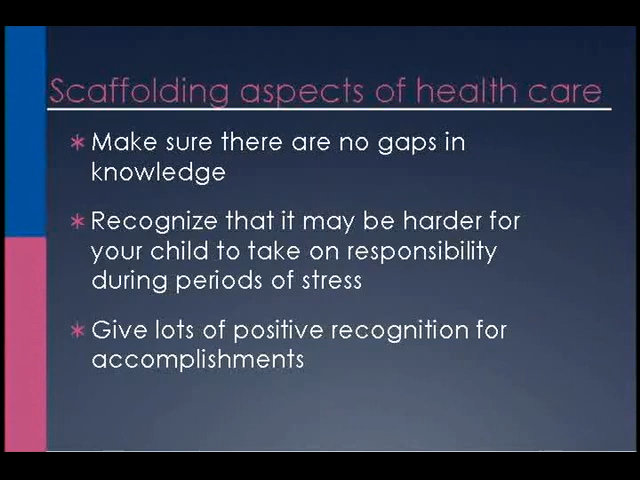 Scaffolding aspects of health care
* Make sure there are no gaps in
knowledge
* Recognize that it may be harder for
your child to take on responsibility
during periods of stress
* Give lots of positive recognition for
accomplishments